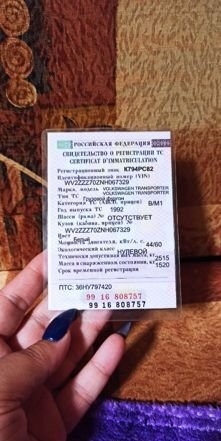 РОССИЙСКАЯ ФЕДЕРАЦИЯ
СВИДЕТЕЛЬСТВО О РЕГИСТРАЦИИ ТС
CERTIFICAT D'IMMATRICULATION
Регистрационный знак К794РС82
Идентификационный номер (VIN)
WV2ZZZ70ZNH067329
Марка, модель VOLKSWAGEN TRANSPORTER
VOLKSWAGEN TRANSPORTER
Тип ТС Грузовой фургон
Категория ТС (ABCD, прицеп) B/M1
Год выпуска ТС 1992
Шасси (рама) № ОТСУТСТВУЕТ
Кузов (кабина, прицеп) №
WV2ZZZ70ZNH067329
Цвет Белый
Мощность двигателя, кВт/л. с. 44/60
Экологический класс НУЛЕВОЙ
Технически допустимая макс. масса, кг 2515
Масса в снаряженном состоянии, кг 1520
Срок временной регистрации
ПТС: 36НУ797420
99 16 808757
99 16 808757